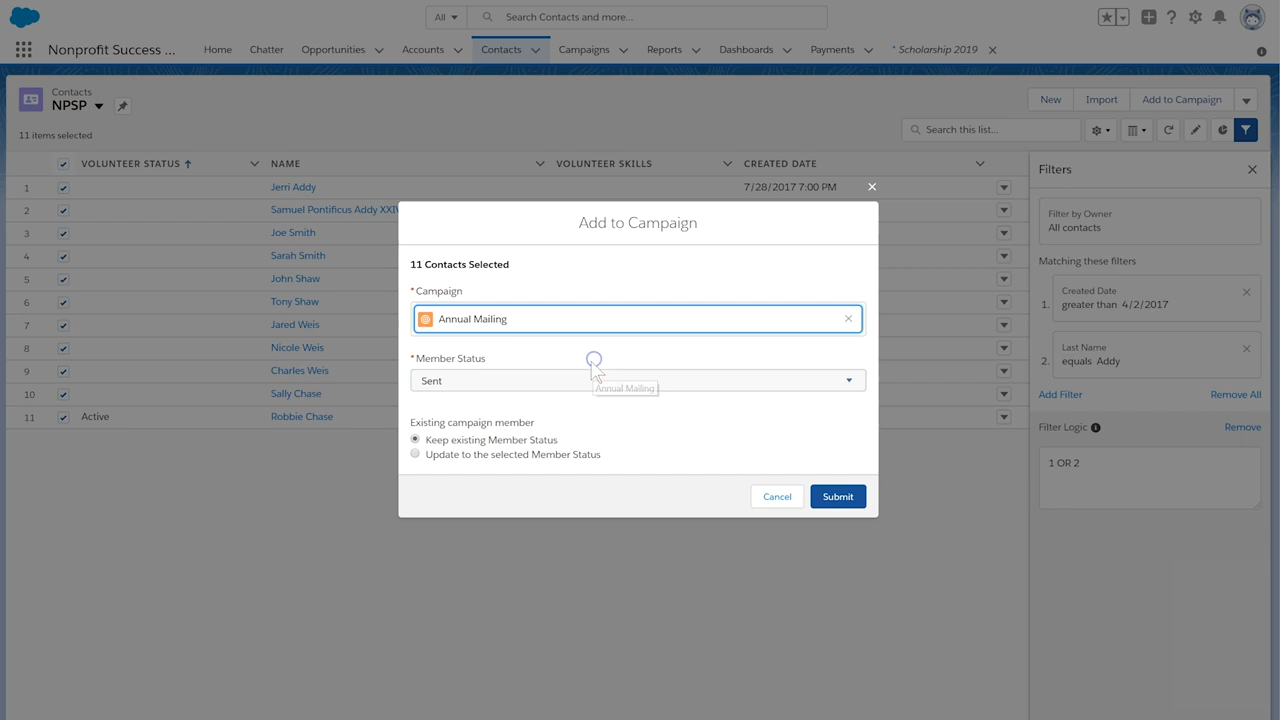 All
Search Contacts and more...
Nonprofit Success ...
Home
Chatter
Opportunities
Accounts
Contacts
Campaigns
Reports
Dashboards
Payments
* Scholarship 2019
Contacts
NPSP
New
Import
Add to Campaign
11 items selected
Search this list...
VOLUNTEER STATUS
NAME
VOLUNTEER SKILLS
CREATED DATE
1 Jerri Addy 7/28/2017 7:00 PM
2 Samuel Pontificus Addy XXIV
3 Joe Smith
4 Sarah Smith
5 John Shaw
6 Tony Shaw
7 Jared Weis
8 Nicole Weis
9 Charles Weis
10 Sally Chase
11 Active Robbie Chase
Add to Campaign
11 Contacts Selected
*Campaign
Annual Mailing
*Member Status
Sent
Annual Mailing
Existing campaign member
Keep existing Member Status
Update to the selected Member Status
Cancel
Submit
Filters
Filter by Owner
All contacts
Matching these filters
1.
Created Date
greater than 4/2/2017
2.
Last Name
equals Addy
Add Filter
Remove All
Filter Logic
Remove
1 OR 2